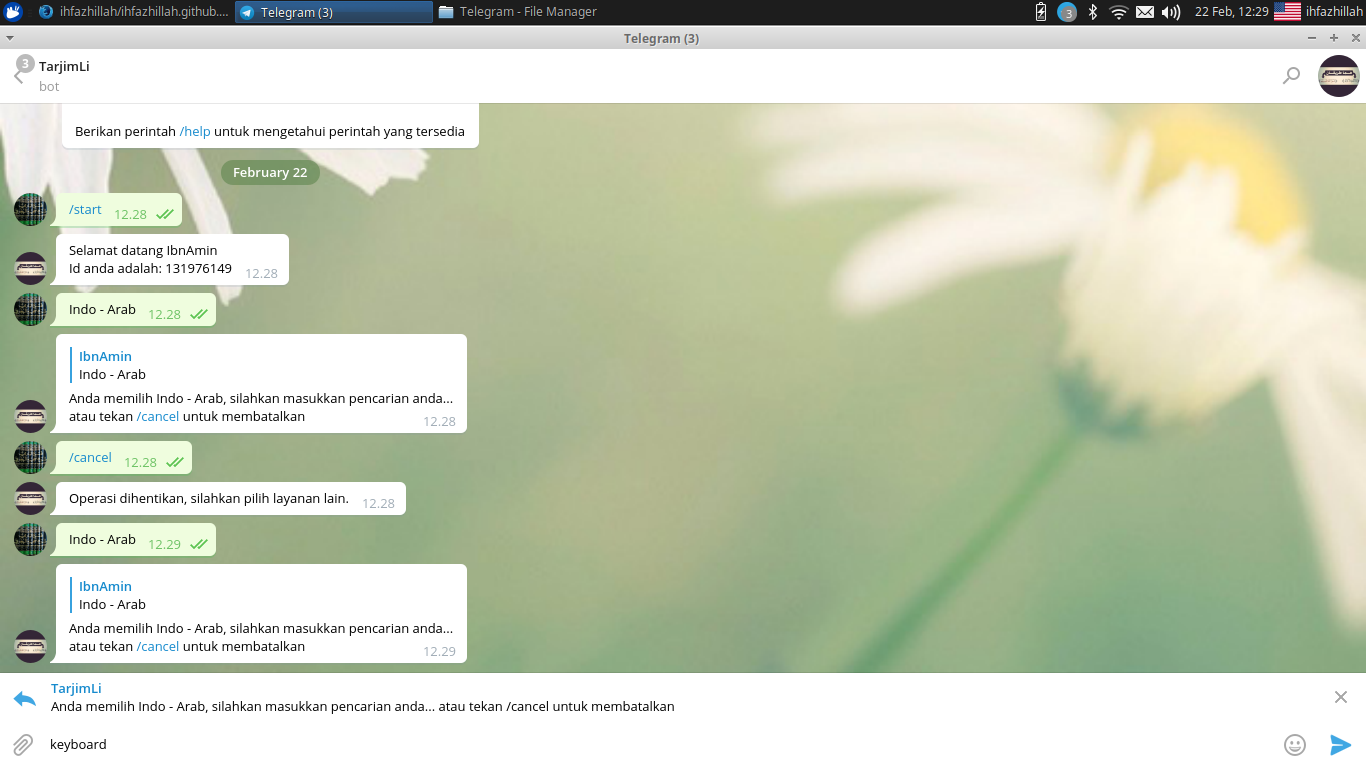 ihfazhillah/ihfazhillah.github....
Telegram (3)
Telegram - File Manager
3
22 Feb, 12:29
ihfazhillah
Telegram (3)
3
TarjimLi
bot
Berikan perintah /help untuk mengetahui perintah yang tersedia
February 22
/start 12.28
Selamat datang IbnAmin
Id anda adalah: 131976149 12.28
Indo - Arab 12.28
IbnAmin
Indo - Arab
Anda memilih Indo - Arab, silahkan masukkan pencarian anda...
atau tekan /cancel untuk membatalkan 12.28
/cancel 12.28
Operasi dihentikan, silahkan pilih layanan lain. 12.28
Indo - Arab 12.29
IbnAmin
Indo - Arab
Anda memilih Indo - Arab, silahkan masukkan pencarian anda...
atau tekan /cancel untuk membatalkan 12.29
TarjimLi
Anda memilih Indo - Arab, silahkan masukkan pencarian anda... atau tekan /cancel untuk membatalkan
keyboard